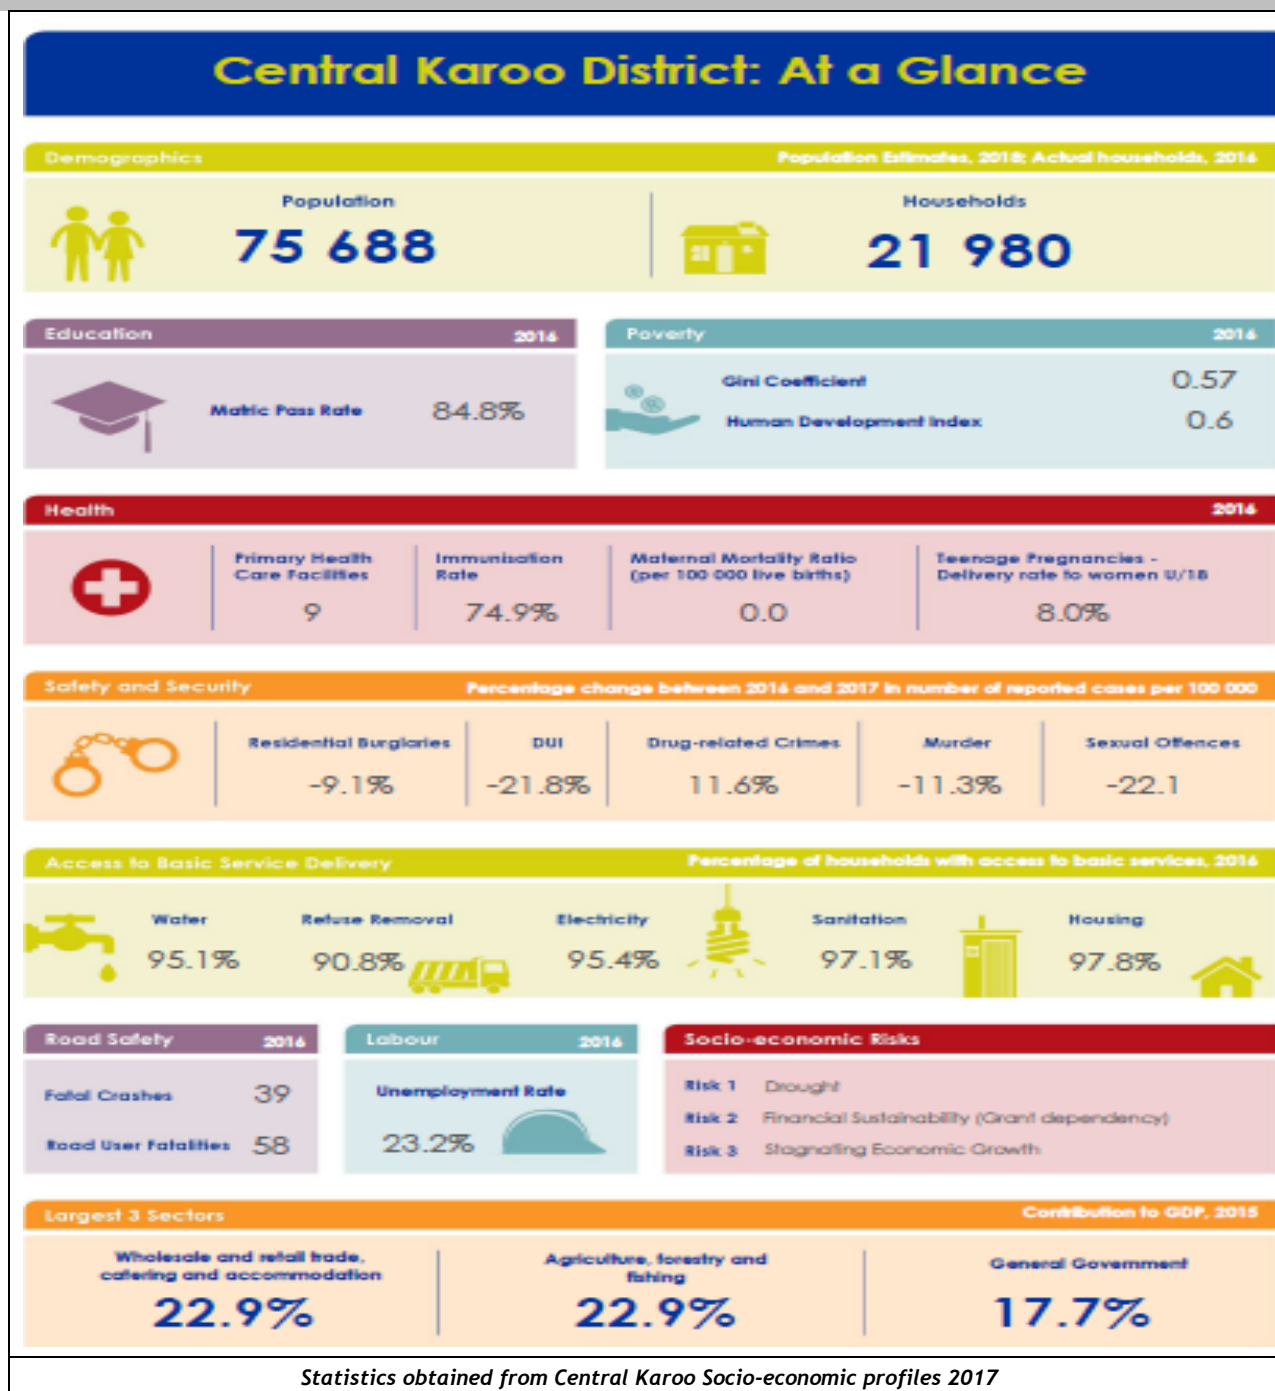 Central Karoo District: At a Glance
Demographics Population Estimates, 2018; Actual households, 2016
Population Households
75 688 21 980
Education 2016
Matric Pass Rate 84.8%
Poverty 2016
Gini Coefficient 0.57
Human Development Index 0.6
Health 2016
Primary Health
Care Facilities
9
Immunisation
Rate
74.9%
Maternal Mortality Ratio
(per 100 000 live births)
0.0
Teenage Pregnancies -
Delivery rate to women U/18
8.0%
Safety and Security Percentage change between 2016 and 2017 in number of reported cases per 100 000
Residential Burglaries DUI Drug-related Crimes Murder Sexual Offences
-9.1% -21.8% 11.6% -11.3% -22.1
Access to Basic Service Delivery Percentage of households with access to basic services, 2016
Water Refuse Removal Electricity Sanitation Housing
95.1% 90.8% 95.4% 97.1% 97.8%
Road Safety 2016
Fatal Crashes 39
Road User Fatalities 58
Labour 2016
Unemployment Rate
23.2%
Socio-economic Risks
Risk 1 Drought
Risk 2 Financial Sustainability (Grant dependency)
Risk 3 Stagnating Economic Growth
Largest 3 Sectors Contribution to GDP, 2015
Wholesale and retail trade,
catering and accommodation
22.9%
Agriculture, forestry and
fishing
22.9%
General Government
17.7%
Statistics obtained from Central Karoo Socio-economic profiles 2017